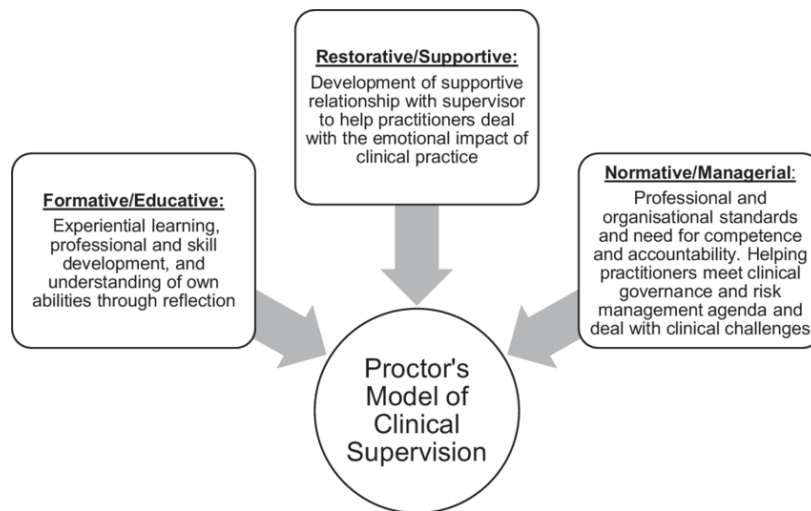 Restorative/Supportive:
Development of supportive
relationship with supervisor
to help practitioners deal
with the emotional impact of
clinical practice
Formative/Educative:
Experiential learning,
professional and skill
development, and
understanding of own
abilities through reflection
Normative/Managerial:
Professional and
organisational standards
and need for competence
and accountability. Helping
practitioners meet clinical
governance and risk
management agenda and
deal with clinical challenges
Proctor's
Model of
Clinical
Supervision